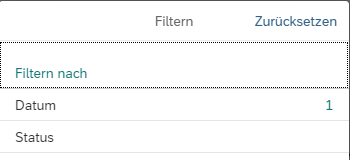 Filtern Zurücksetzen
Filtern nach
Datum 1
Status